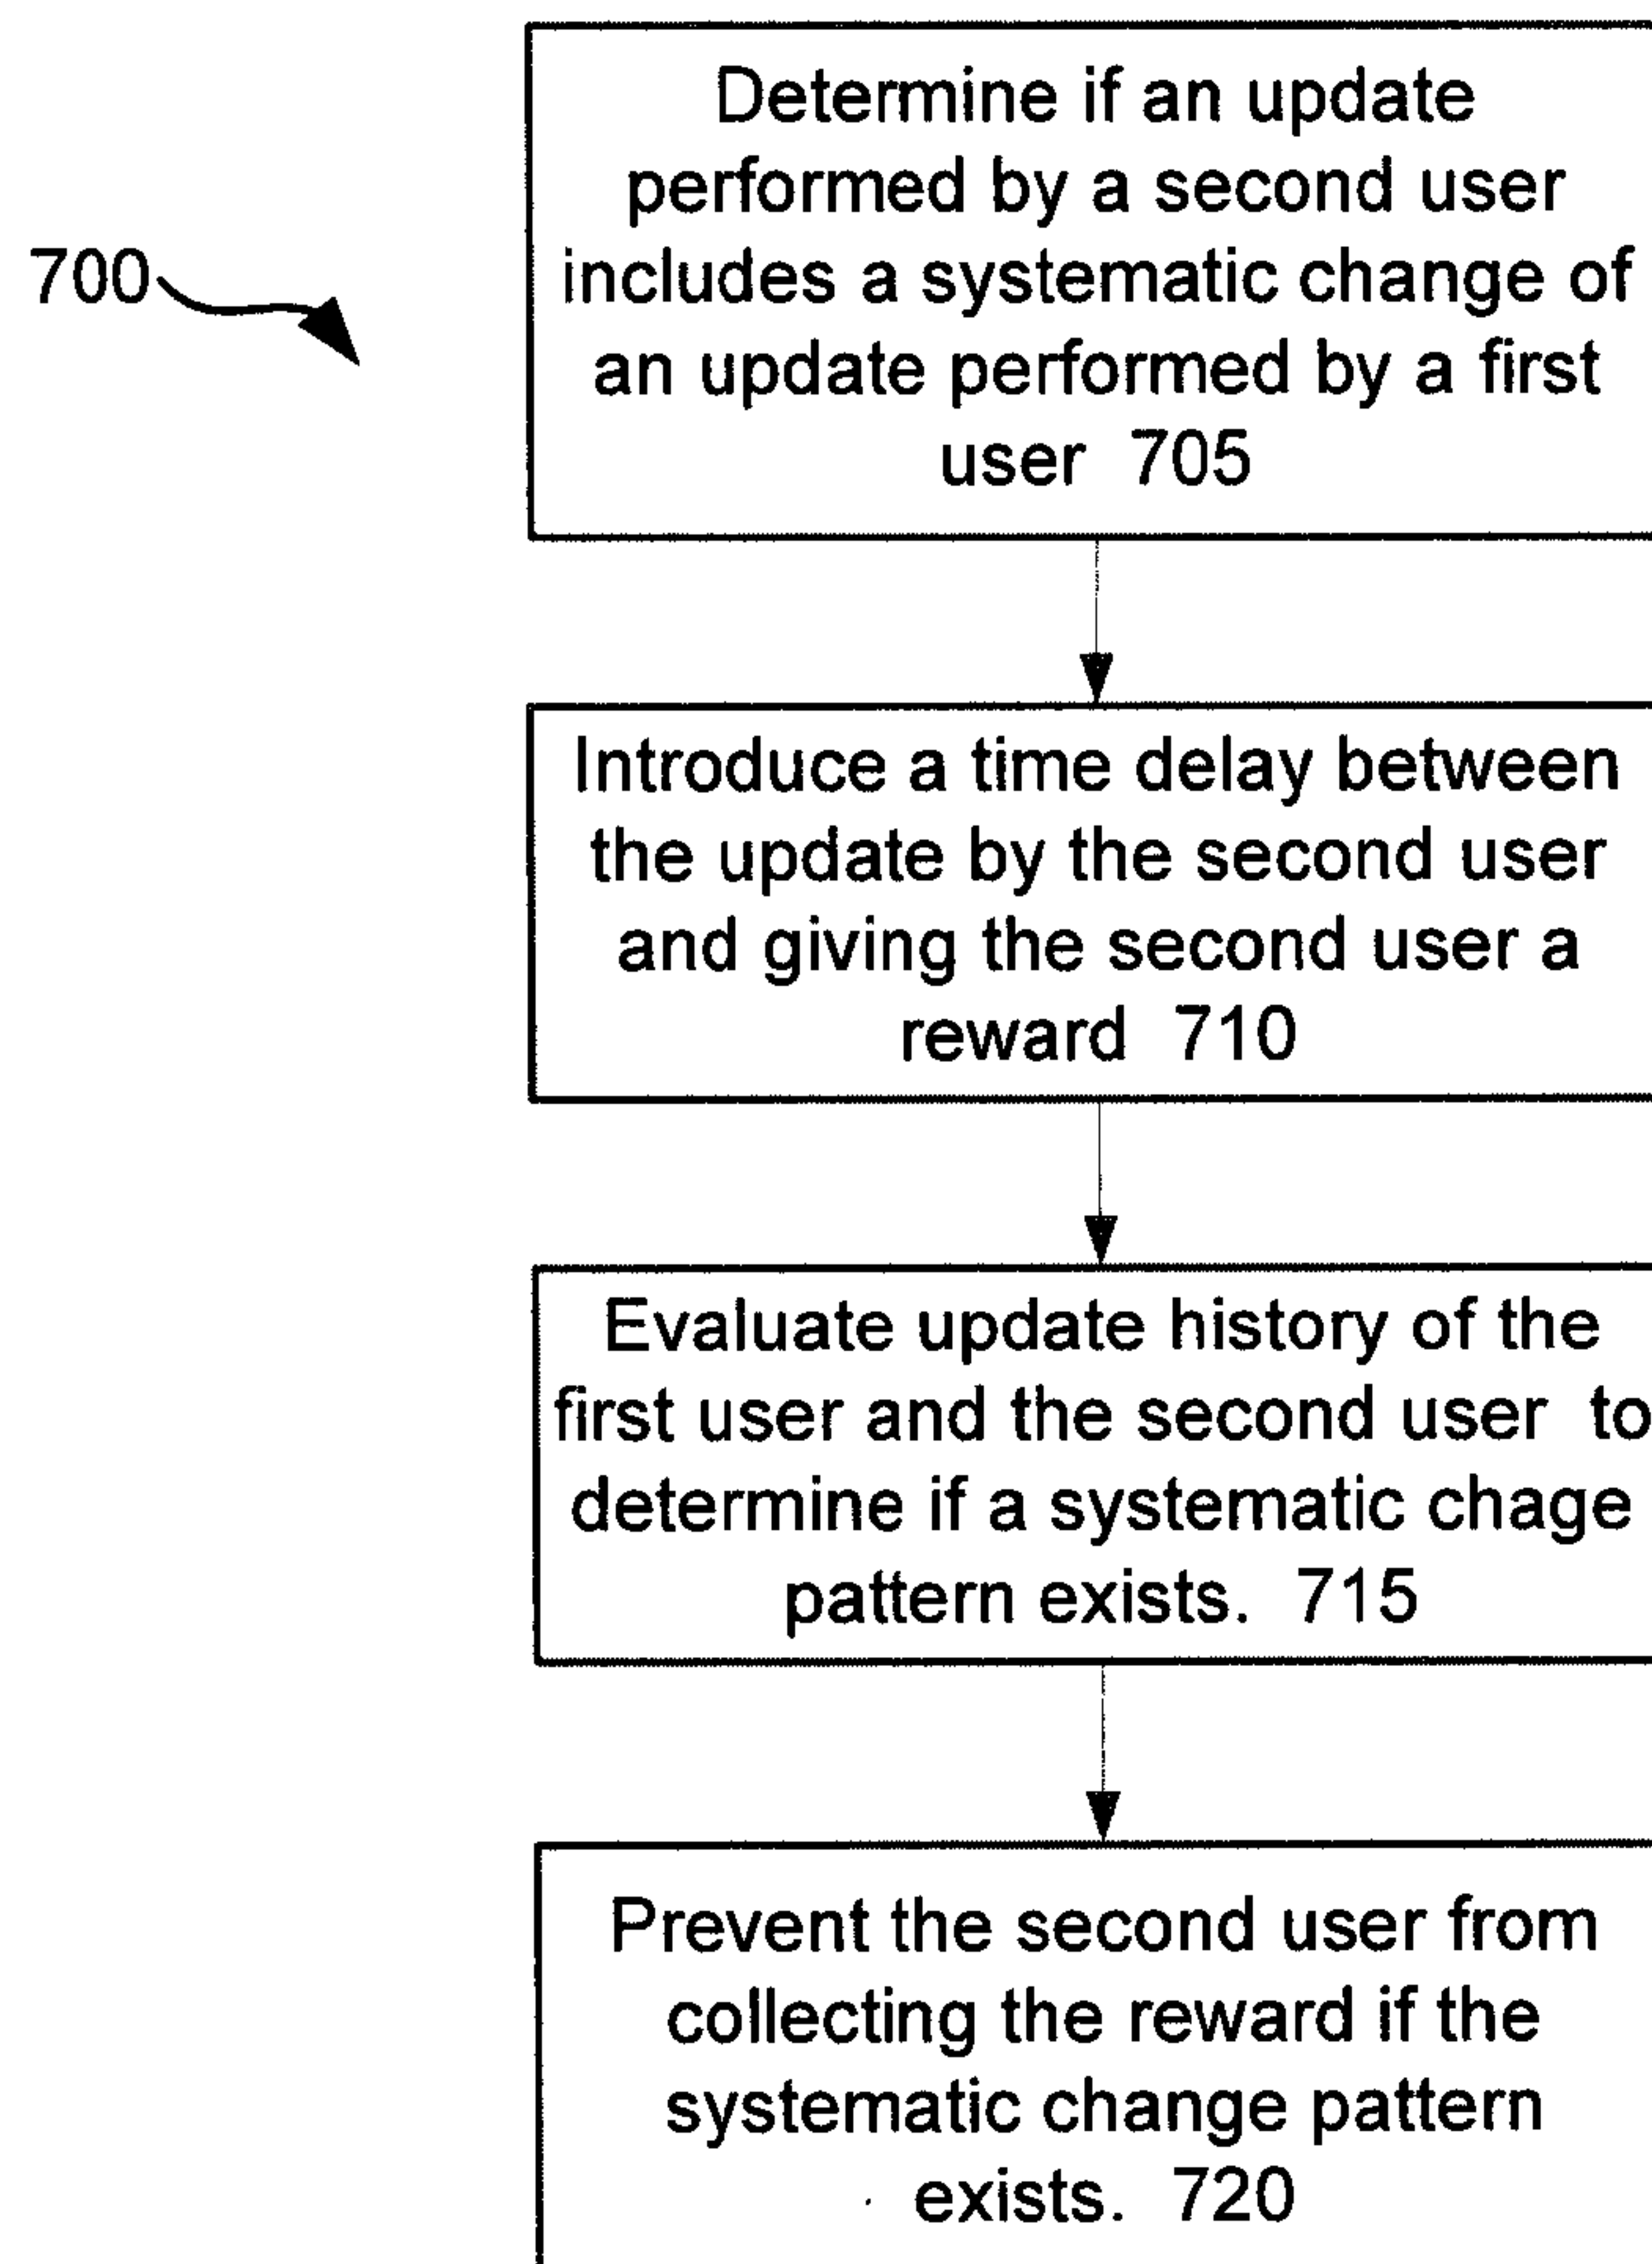 Determine if an update
performed by a second user
includes a systematic change of
an update performed by a first
user 705
700
Introduce a time delay between
the update by the second user
and giving the second user a
reward 710
Evaluate update history of the
first user and the second user to
determine if a systematic chage
pattern exists. 715
Prevent the second user from
collecting the reward if the
systematic change pattern
exists. 720